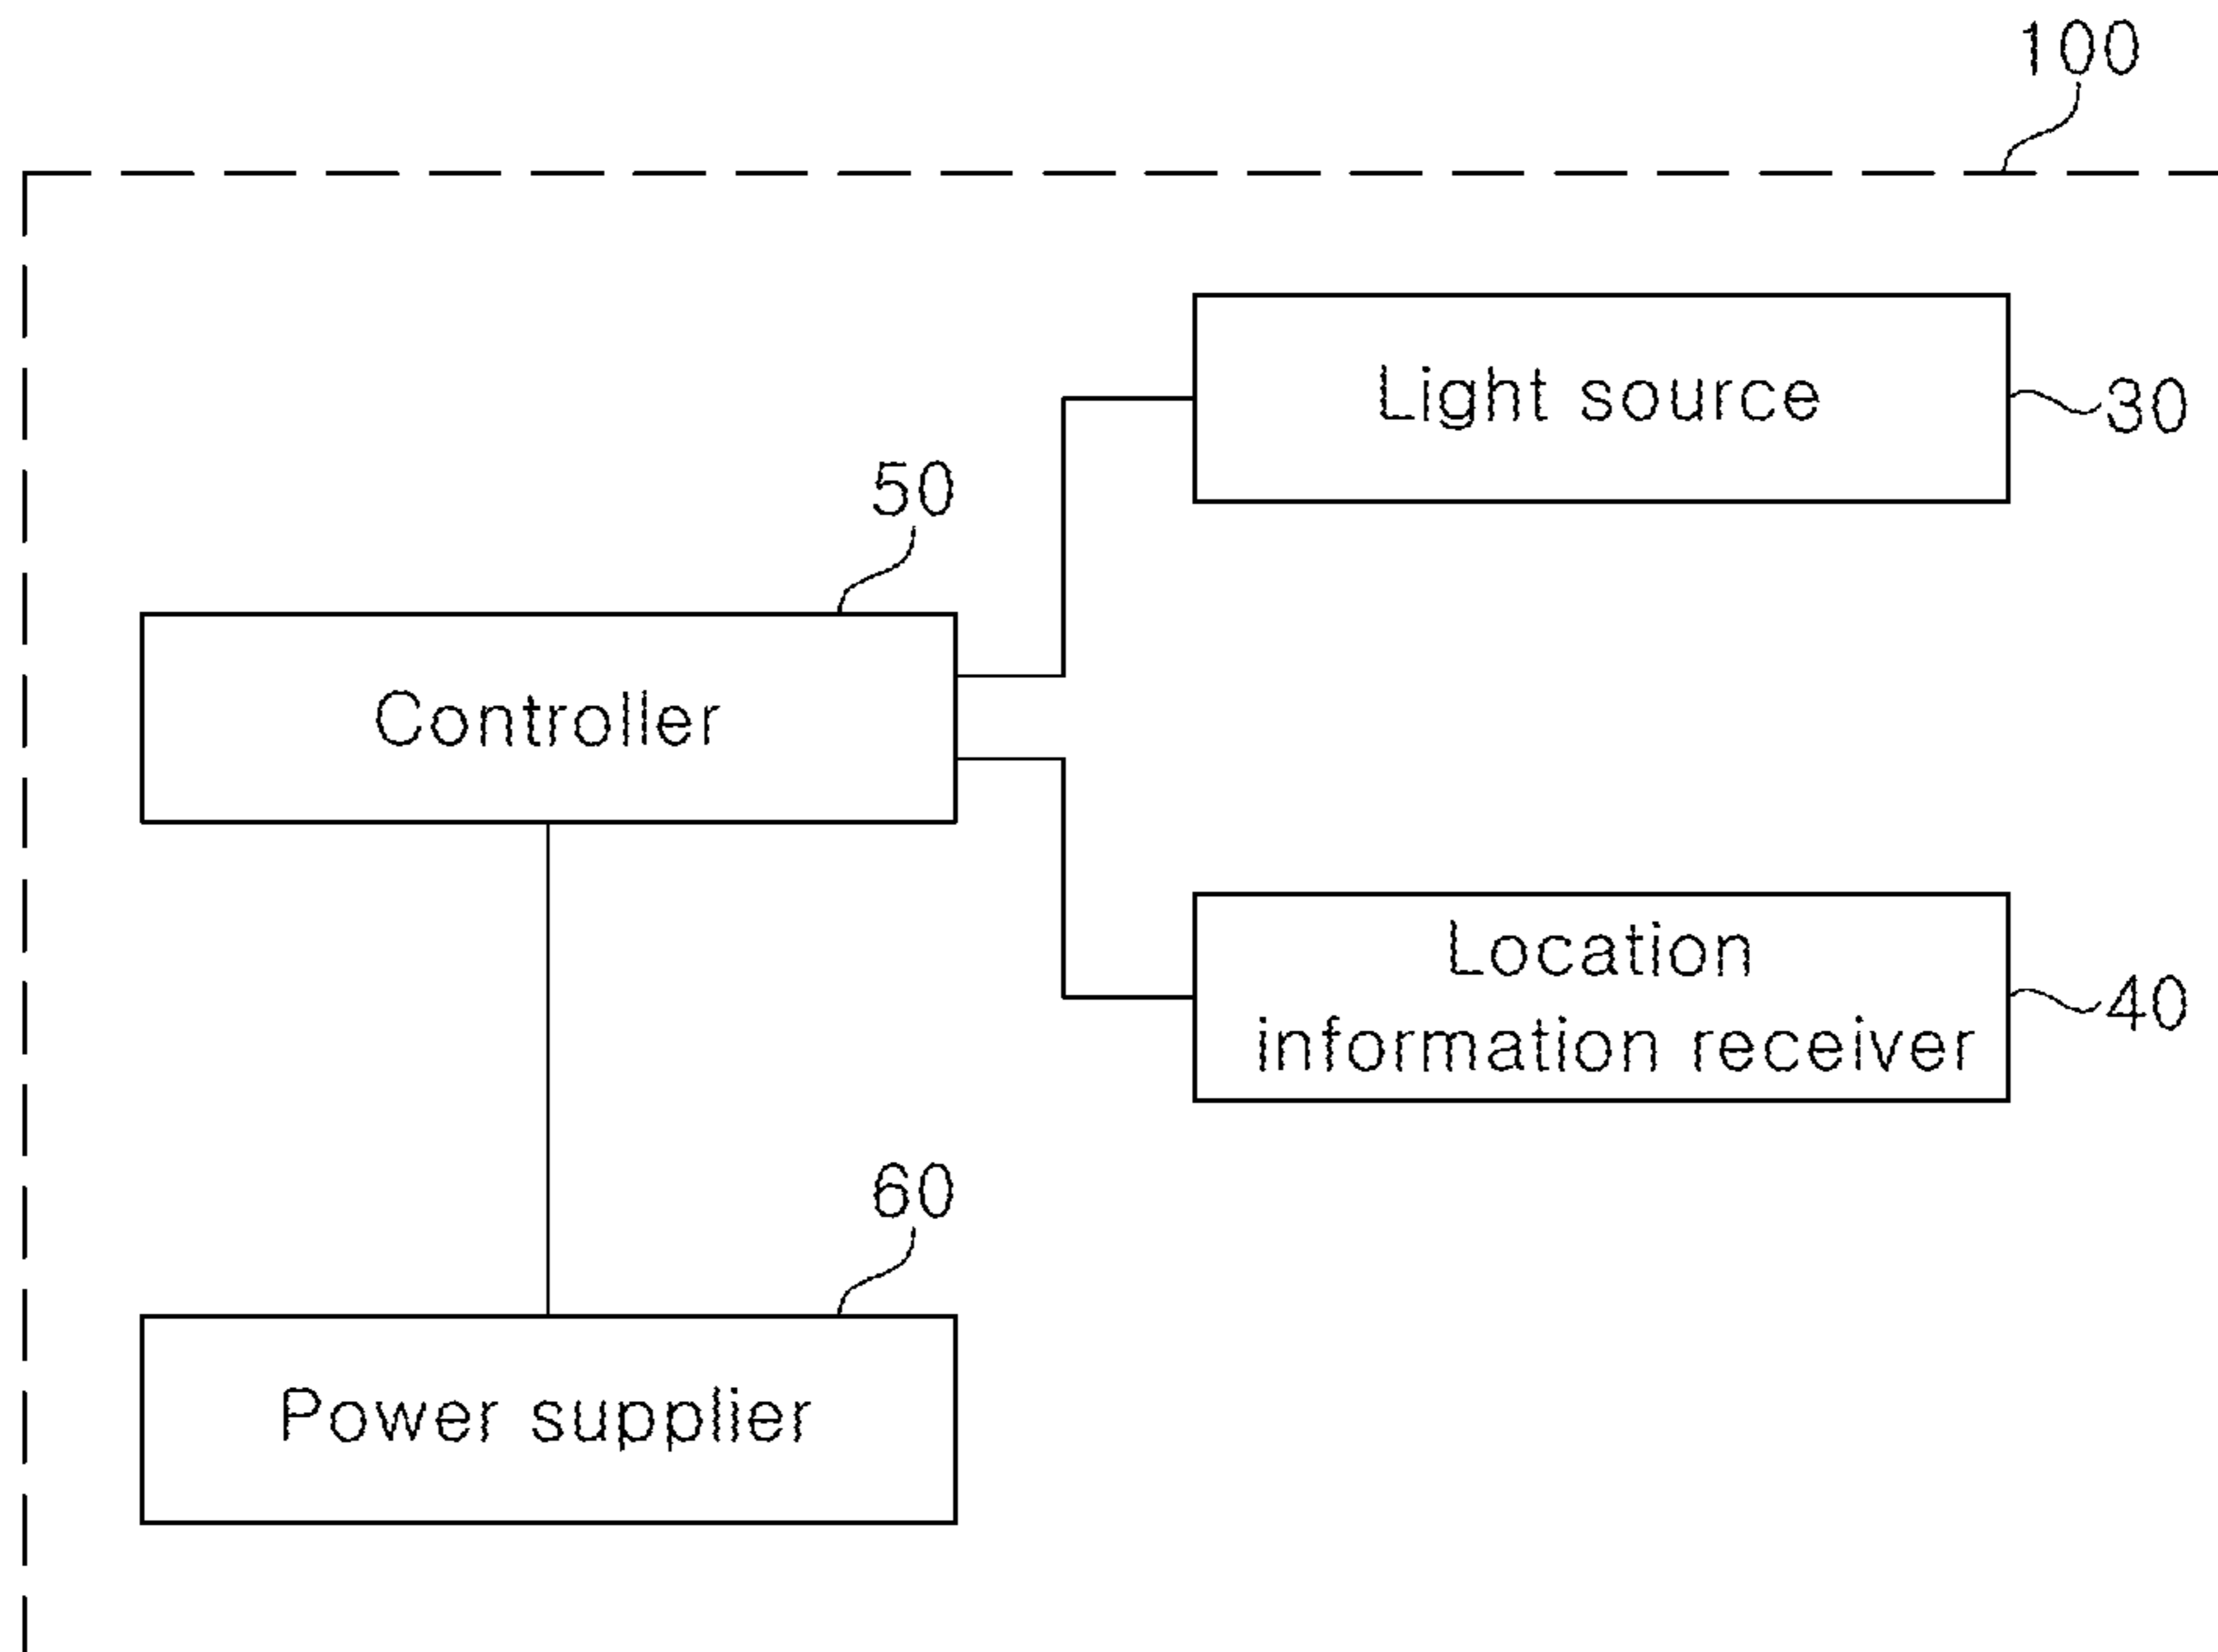 100
Light source
30
50
Controller
Location
information receiver
40
60
Power supplier